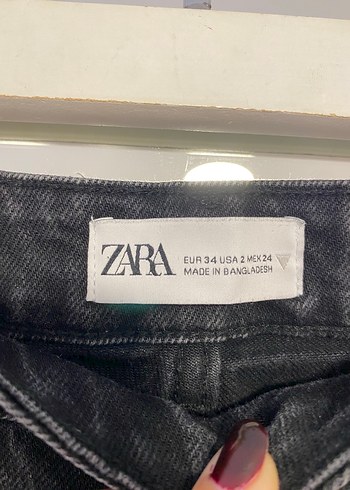 ZARA
EUR 34 USA 2 MEX 24
MADE IN BANGLADESH